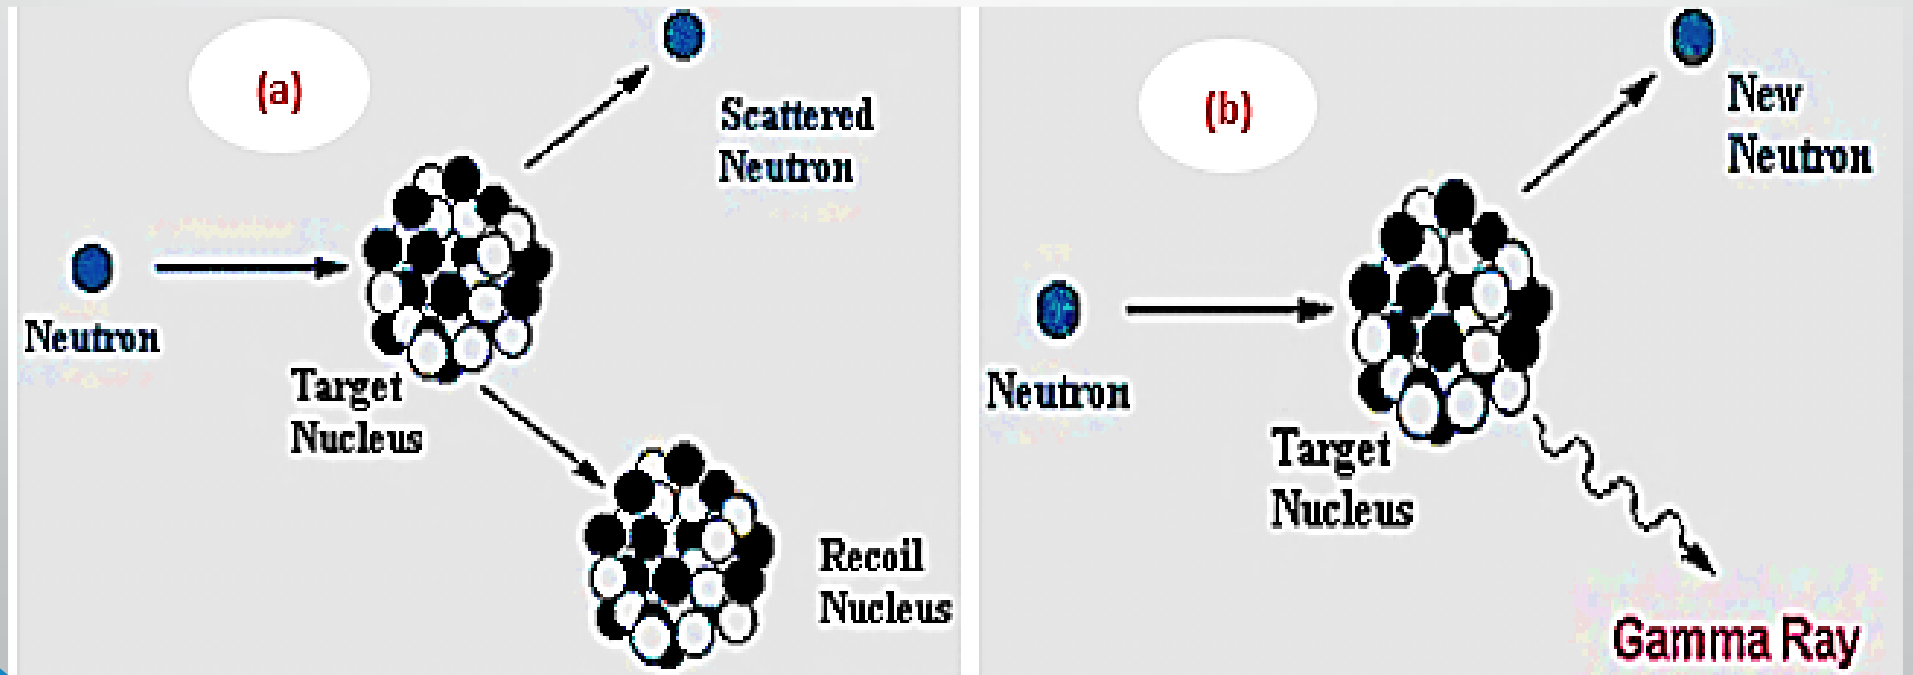 (a)
Scattered
Neutron
Neutron
Target
Nucleus
Recoil
Nucleus
(b)
New
Neutron
Neutron
Target
Nucleus
Gamma Ray